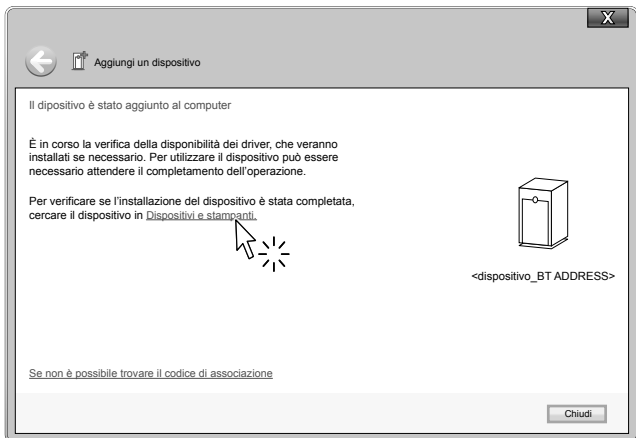 X
Aggiungi un dispositivo
Il dipositivo è stato aggiunto al computer
È in corso la verifica della disponibilità dei driver, che veranno
installati se necessario. Per utilizzare il dispositivo può essere
necessario attendere il completamento dell'operazione.
Per verificare se l'installazione del dispositivo è stata completata,
cercare il dispositivo in Dispositivi e stampanti.
<dispositivo_BT ADDRESS>
Se non è possibile trovare il codice di associazione
Chiudi